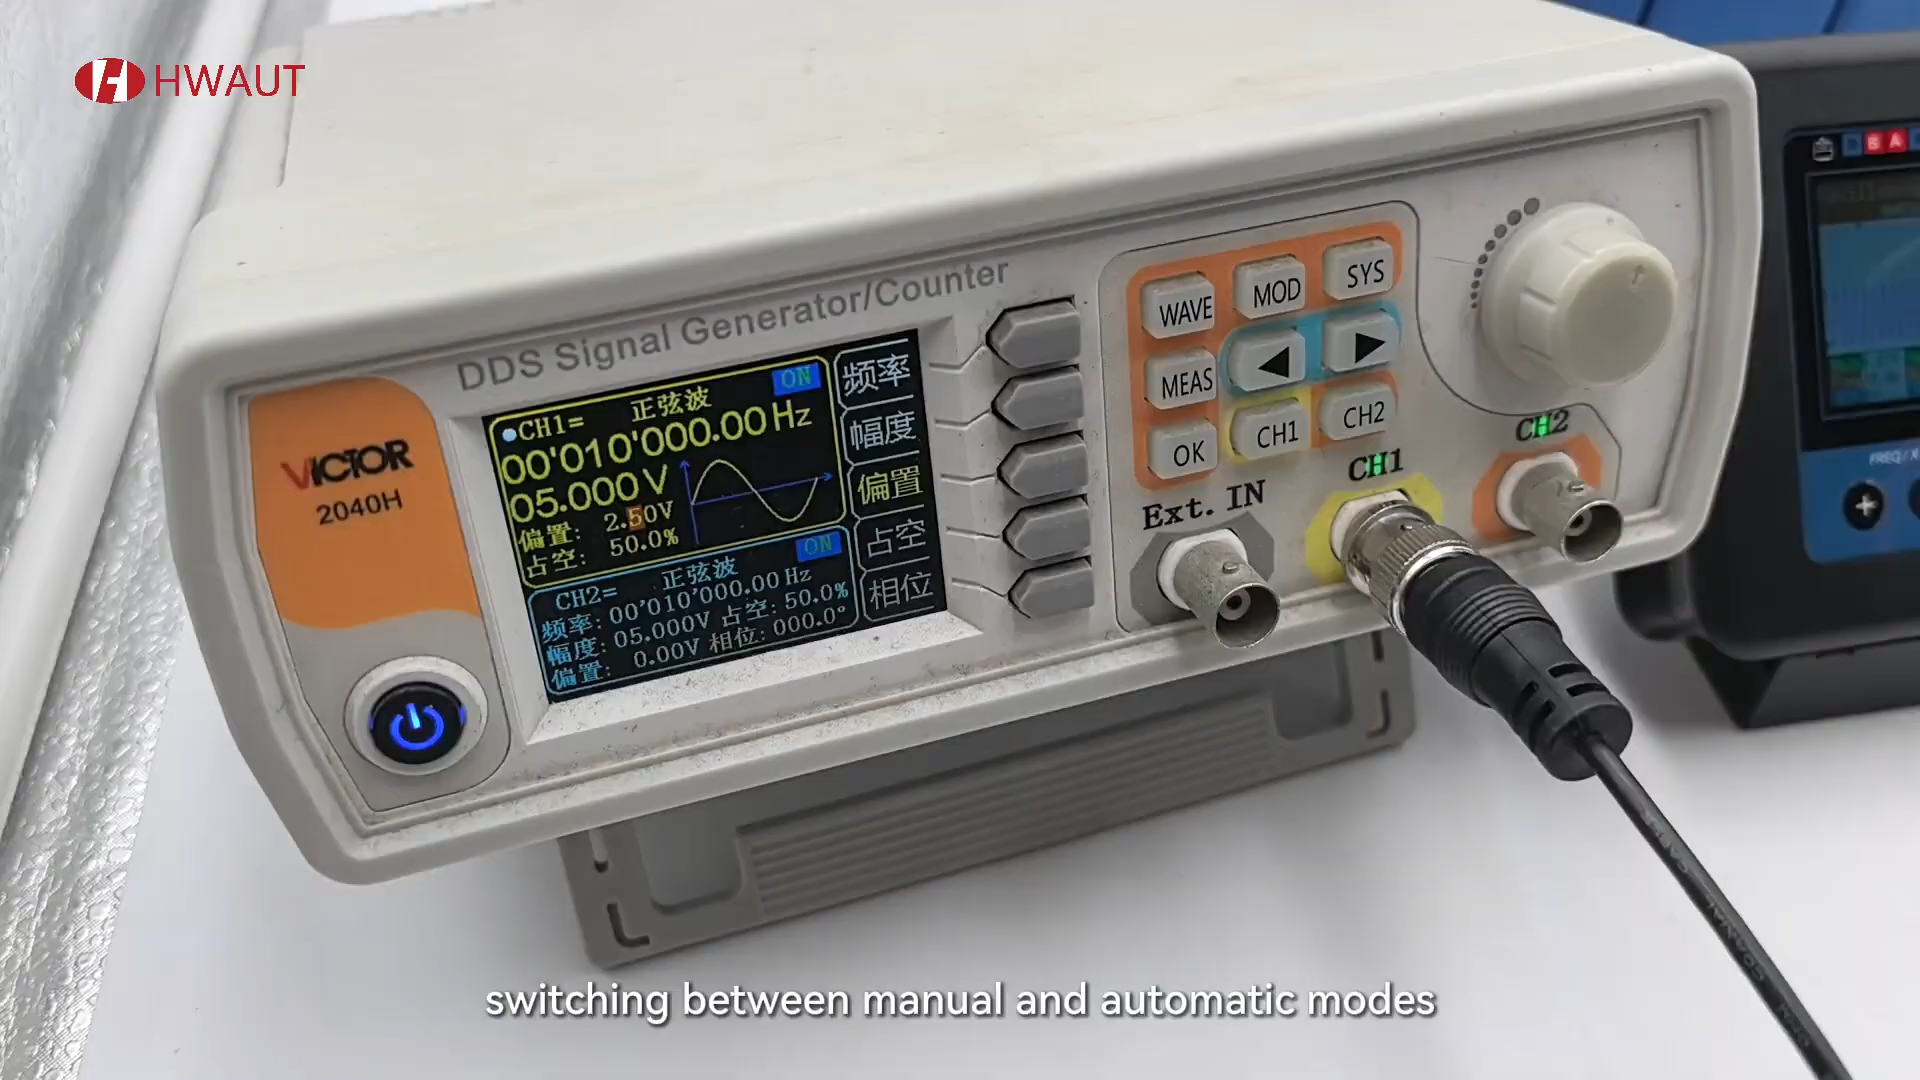 HWAUT
DDS Signal Generator/Counter
VICTOR
2040H
CH1= 正弦波 ON
00'010'000.00Hz
05.000V
偏置: 2.50V
占空: 50.0%
CH2= 正弦波 ON
频率: 00'010'000.00Hz
幅度: 05.000V 占空: 50.0%
偏置: 0.00V 相位: 000.0°
频率
幅度
偏置
占空
相位
WAVE
MOD
SYS
MEAS
OK
CH1
CH2
Ext. IN
CH1
CH2
B A
FREQ/X
+
switching between manual and automatic modes